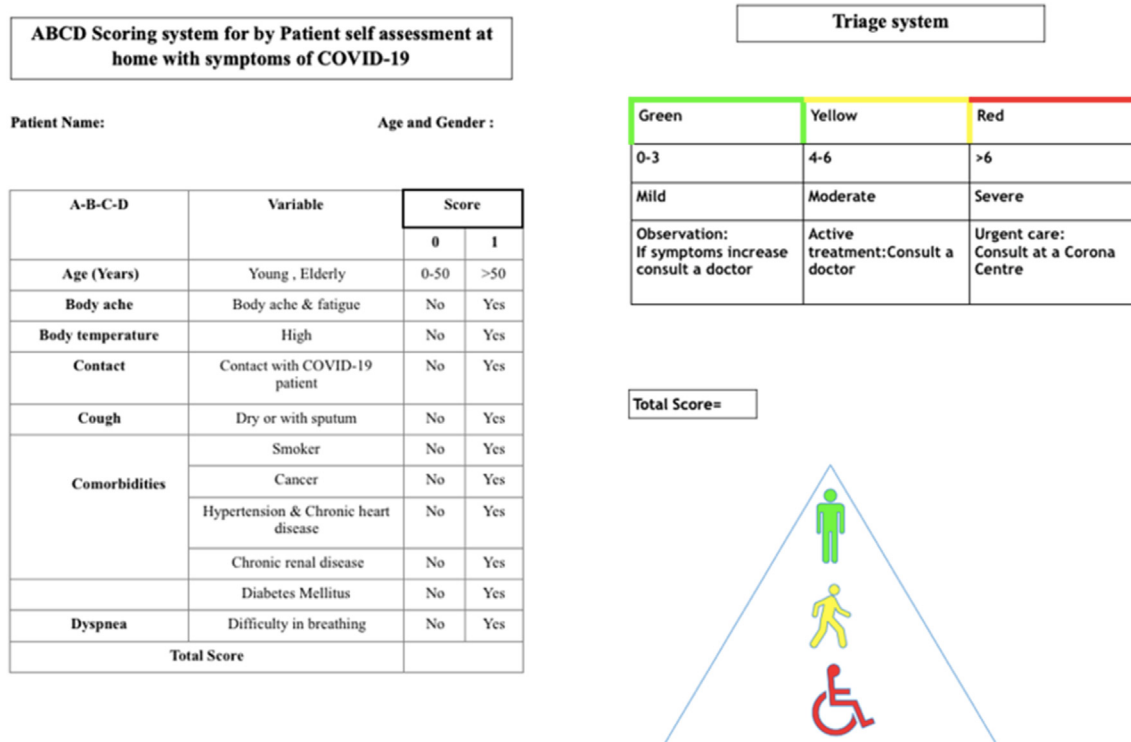 ABCD Scoring system for by Patient self assessment at
home with symptoms of COVID-19
Patient Name: Age and Gender :
A-B-C-D Variable Score
0 1
Age (Years) Young , Elderly 0-50 >50
Body ache Body ache & fatigue No Yes
Body temperature High No Yes
Contact Contact with COVID-19 No Yes
patient
Cough Dry or with sputum No Yes
Smoker No Yes
Comorbidities Cancer No Yes
Hypertension & Chronic heart No Yes
disease
Chronic renal disease No Yes
Diabetes Mellitus No Yes
Dyspnea Difficulty in breathing No Yes
Total Score
Triage system
Green Yellow Red
0-3 4-6 >6
Mild Moderate Severe
Observation: Active Urgent care:
If symptoms increase treatment:Consult a Consult at a Corona
consult a doctor doctor Centre
Total Score=